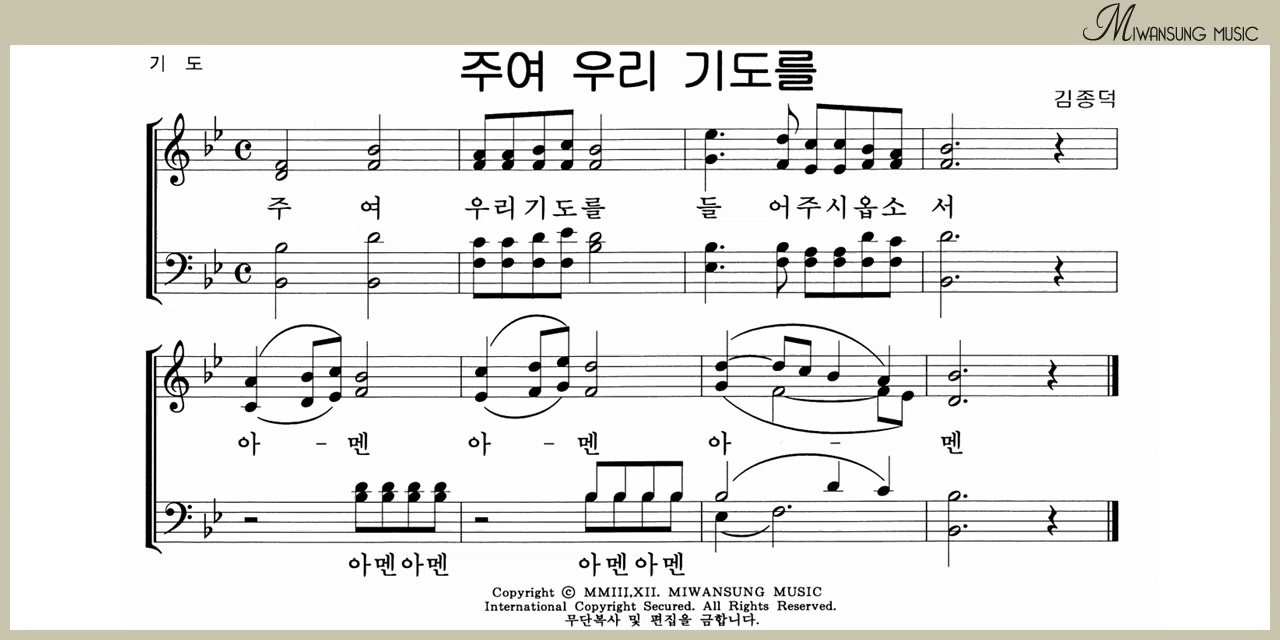 MIWANSUNG MUSIC
기 도
주여 우리 기도를
김종덕
주 여 우리기도를 들 어주시옵소 서
아 - 멘 아 - 멘 아 - 멘
아멘아멘 아멘아멘
Copyright ⓒ MMIII,XII. MIWANSUNG MUSIC
International Copyright Secured. All Rights Reserved.
무단복사 및 편집을 금합니다.